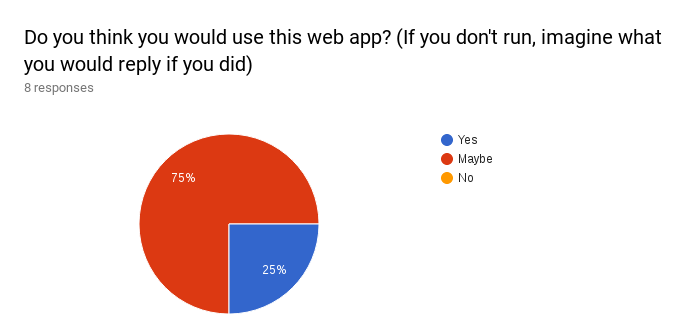 Do you think you would use this web app? (If you don't run, imagine what
you would reply if you did)
8 responses
Yes
Maybe
No
75%
25%